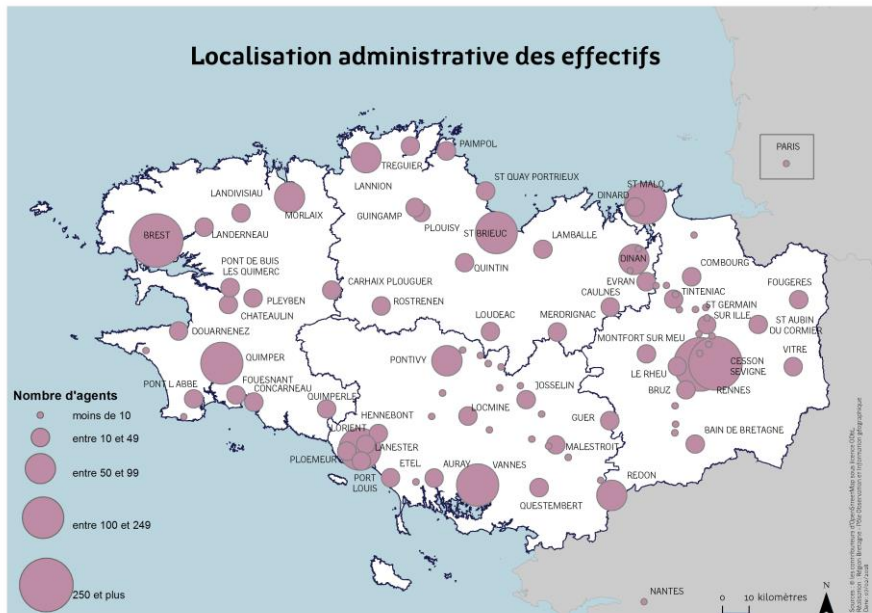 Localisation administrative des effectifs
PARIS
PAIMPOL
TREGUIER
LANNION
ST QUAY PORTRIEUX
ST MALO
DINARD
LANDIVISIAU
MORLAIX
GUINGAMP
PLOUISY
ST BRIEUC
LAMBALLE
BREST
LANDERNEAU
DINAN
COMBOURG
PONT DE BUIS
LES QUIMERC
QUINTIN
EVRAN
TINTENIAC
FOUGERES
CARHAIX PLOUGUER
PLEYBEN
ROSTRENEN
CAULNES
ST GERMAIN
SUR ILLE
CHATEAULIN
LOUDEAC
MERDRIGNAC
ST AUBIN
DU CORMIER
DOUARNENEZ
MONTFORT SUR MEU
VITRE
QUIMPER
PONTIVY
CESSON
SEVIGNE
LE RHEU
JOSSELIN
BRUZ
RENNES
PONT L ABBE
FOUESNANT
CONCARNEAU
QUIMPERLE
LOCMINE
HENNEBONT
GUER
LORIENT
LANESTER
MALESTROIT
BAIN DE BRETAGNE
PLOEMEUR
PORT
LOUIS
ETEL
AURAY
VANNES
REDON
QUESTEMBERT
NANTES
Nombre d'agents
moins de 10
entre 10 et 49
entre 50 et 99
entre 100 et 249
250 et plus
0 10 kilomètres
N